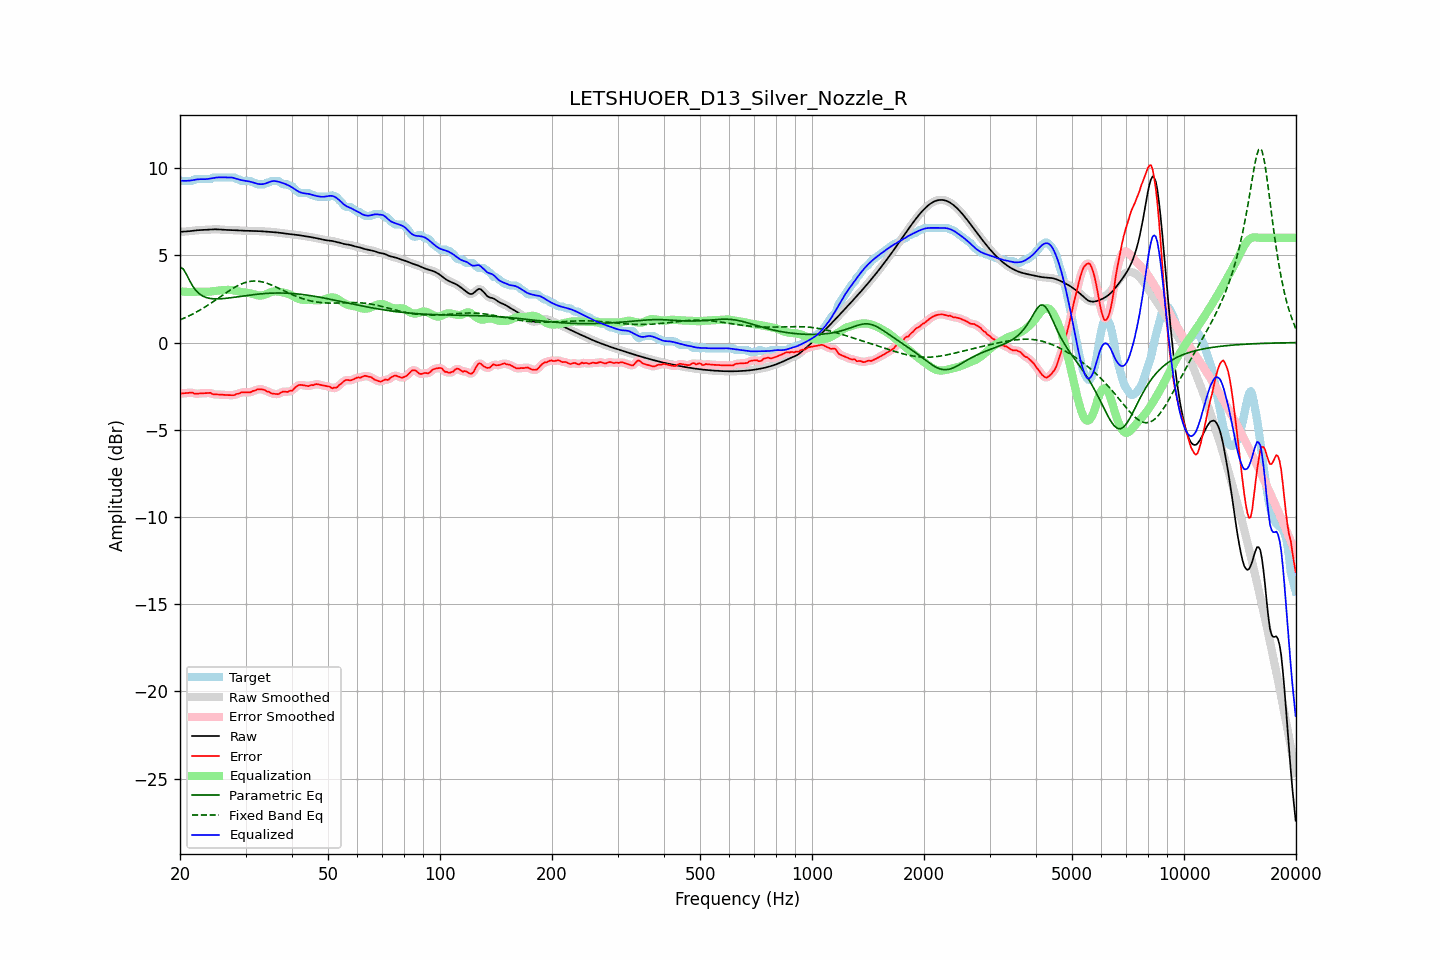 LETSHUOER_D13_Silver_Nozzle_R
Amplitude (dBr)
10
5
0
−5
−10
−15
−20
−25
Target
Raw Smoothed
Error Smoothed
Raw
Error
Equalization
Parametric Eq
Fixed Band Eq
Equalized
20 50 100 200 500 1000 2000 5000 10000 20000
Frequency (Hz)